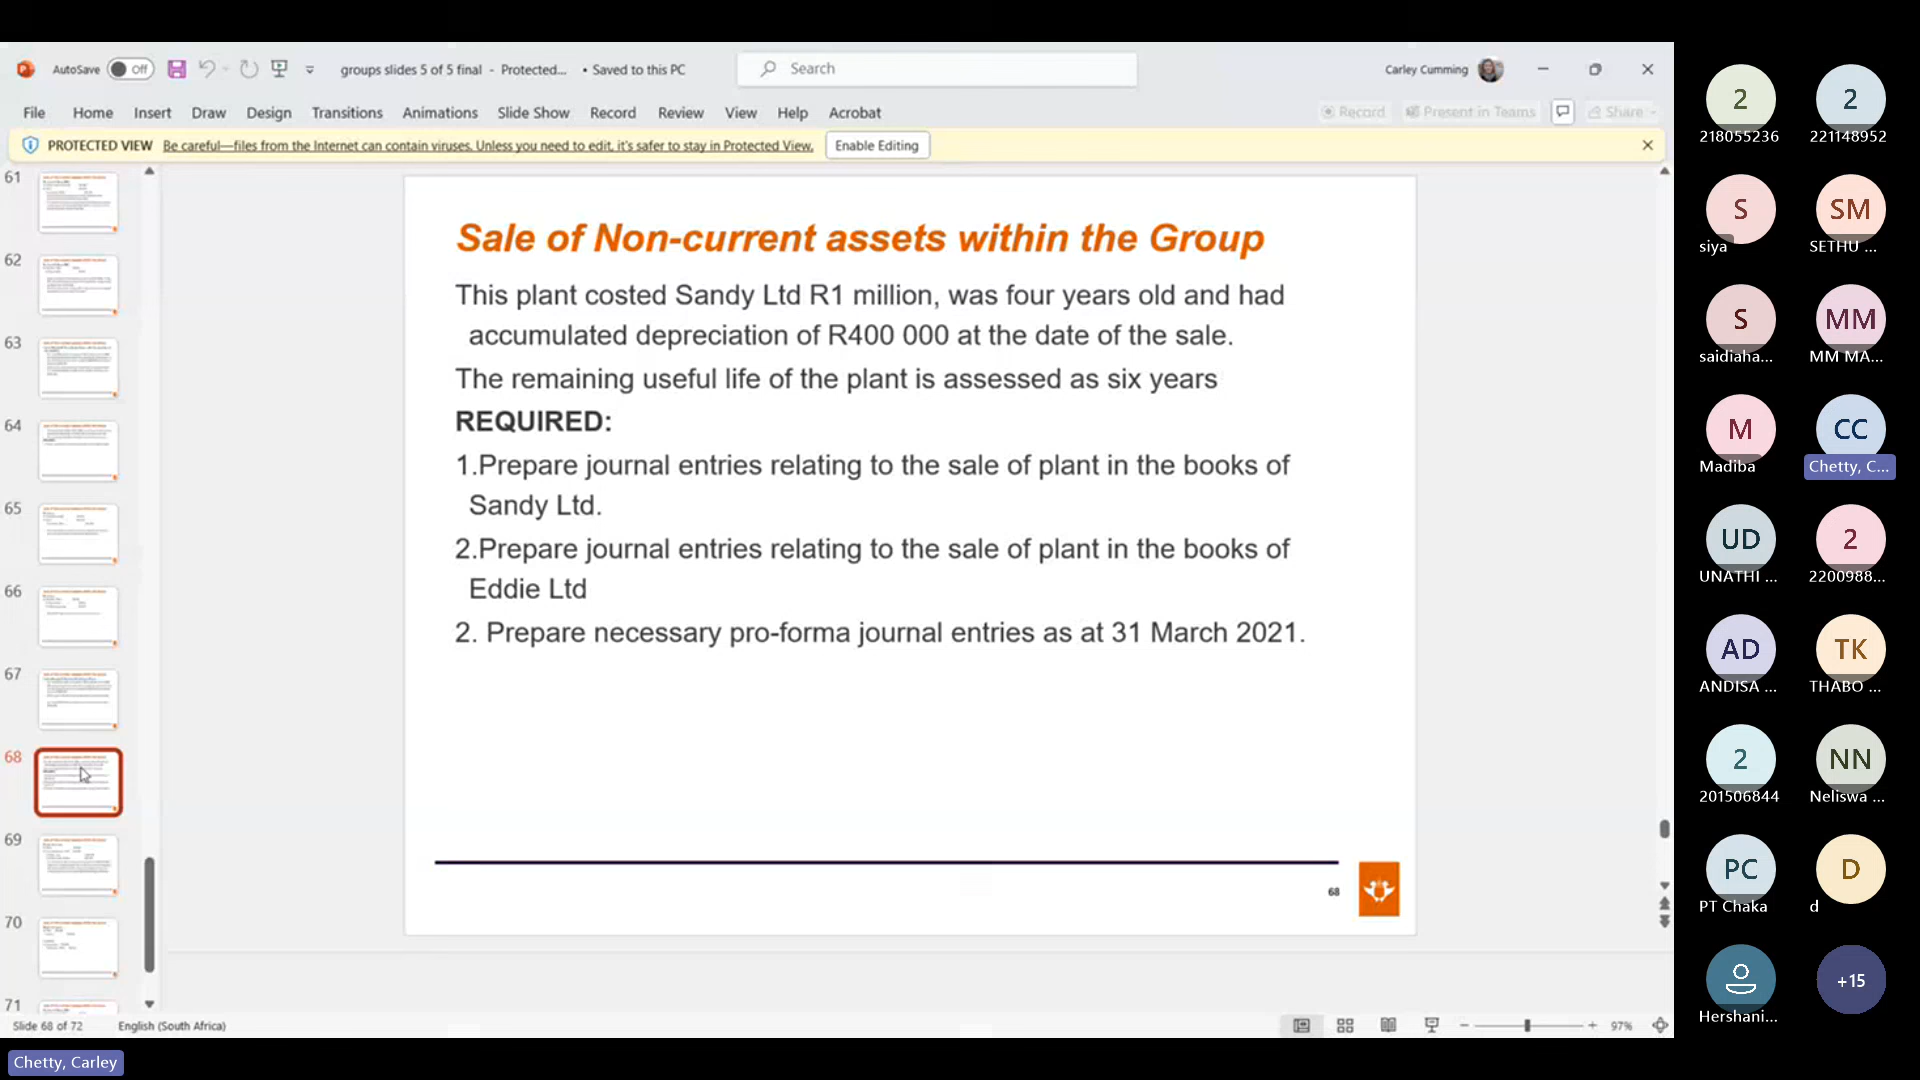 AutoSave Off groups slides 5 of 5 final - Protected... • Saved to this PC Search Carley Cumming
File Home Insert Draw Design Transitions Animations Slide Show Record Review View Help Acrobat Record Present in Teams Share
PROTECTED VIEW Be careful—files from the Internet can contain viruses. Unless you need to edit, it's safer to stay in Protected View. Enable Editing
61
62
63
64
65
66
67
68
69
70
71
Sale of Non-current assets within the Group
This plant costed Sandy Ltd R1 million, was four years old and had
accumulated depreciation of R400 000 at the date of the sale.
The remaining useful life of the plant is assessed as six years
REQUIRED:
1.Prepare journal entries relating to the sale of plant in the books of
Sandy Ltd.
2.Prepare journal entries relating to the sale of plant in the books of
Eddie Ltd
2. Prepare necessary pro-forma journal entries as at 31 March 2021.
68
Slide 68 of 72 English (South Africa) 97%
Chetty, Carley
2 2
218055236 221148952
S SM
siya SETHU ...
S MM
saidiaha... MM MA...
M CC
Madiba Chetty, C...
UD 2
UNATHI ... 2200988...
AD TK
ANDISA ... THABO ...
2 NN
201506844 Neliswa ...
PC D
PT Chaka d
+15
Hershani...